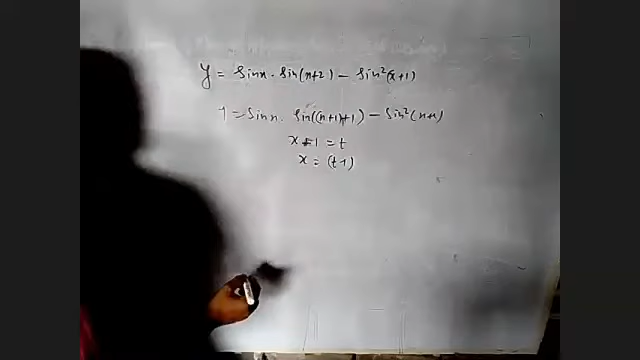 y = sinx . sin(x+2) - sin²(x+1)
y = sinx . sin((x+1)+1) - sin²(x+1)
x+1 = t
x = (t-1)